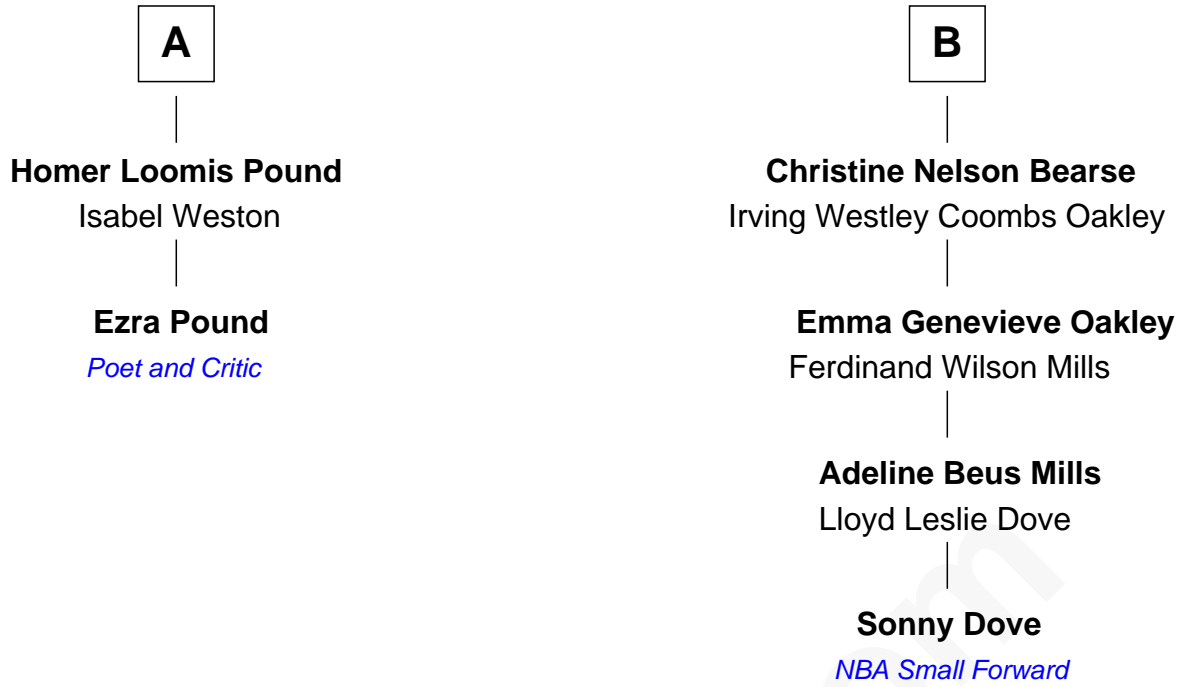 A
Homer Loomis Pound
Isabel Weston
Ezra Pound
Poet and Critic
B
Christine Nelson Bearse
Irving Westley Coombs Oakley
Emma Genevieve Oakley
Ferdinand Wilson Mills
Adeline Beus Mills
Lloyd Leslie Dove
Sonny Dove
NBA Small Forward